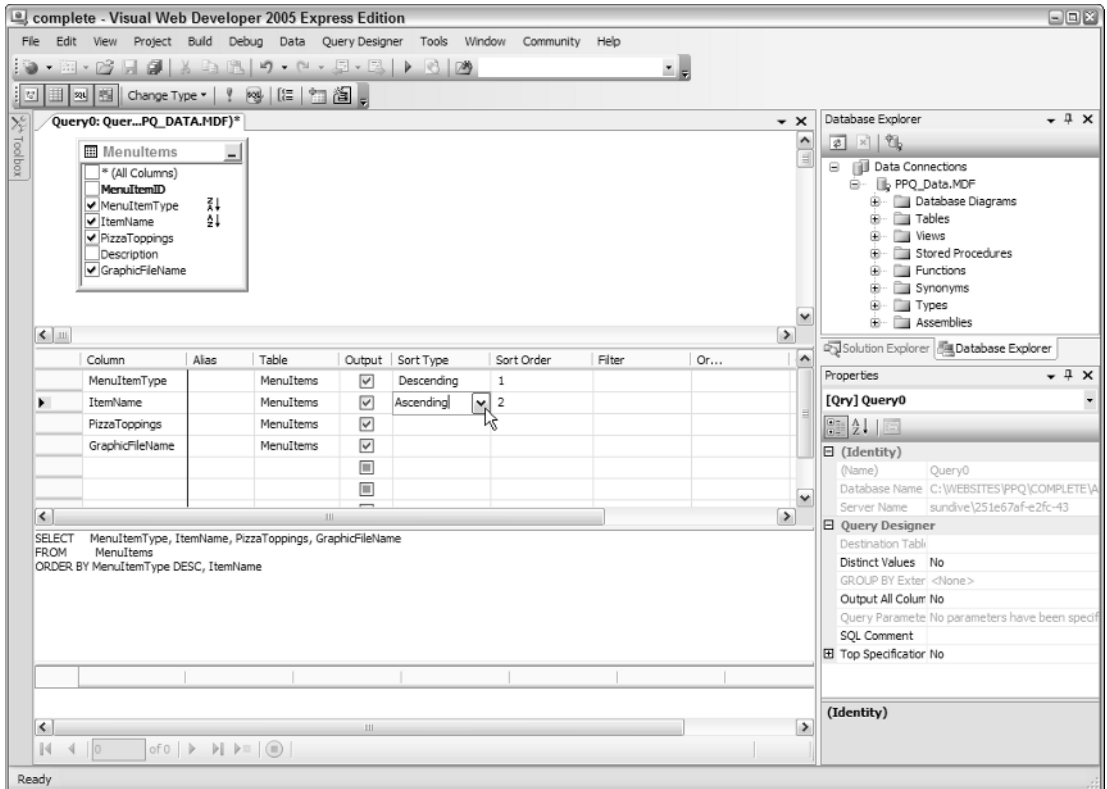 complete - Visual Web Developer 2005 Express Edition
File Edit View Project Build Debug Data Query Designer Tools Window Community Help
SQL Change Type
Toolbox
Query0: Quer...PQ_DATA.MDF)*
MenuItems
* (All Columns)
MenuItemID
MenuItemType
ItemName
PizzaToppings
Description
GraphicFileName
Column Alias Table Output Sort Type Sort Order Filter Or...
MenuItemType MenuItems Descending 1
ItemName MenuItems Ascending 2
PizzaToppings MenuItems
GraphicFileName MenuItems
SELECT MenuItemType, ItemName, PizzaToppings, GraphicFileName
FROM MenuItems
ORDER BY MenuItemType DESC, ItemName
0 of 0
Database Explorer
Data Connections
PPQ_Data.MDF
Database Diagrams
Tables
Views
Stored Procedures
Functions
Synonyms
Types
Assemblies
Solution Explorer Database Explorer
Properties
[Qry] Query0
(Identity)
(Name) Query0
Database Name C:\WEBSITES\PPQ\COMPLETE\A
Server Name sundive\251e67af-e2fc-43
Query Designer
Destination Tabl
Distinct Values No
GROUP BY Exter <None>
Output All Colum No
Query Paramete No parameters have been specif
SQL Comment
Top Specification No
(Identity)
Ready